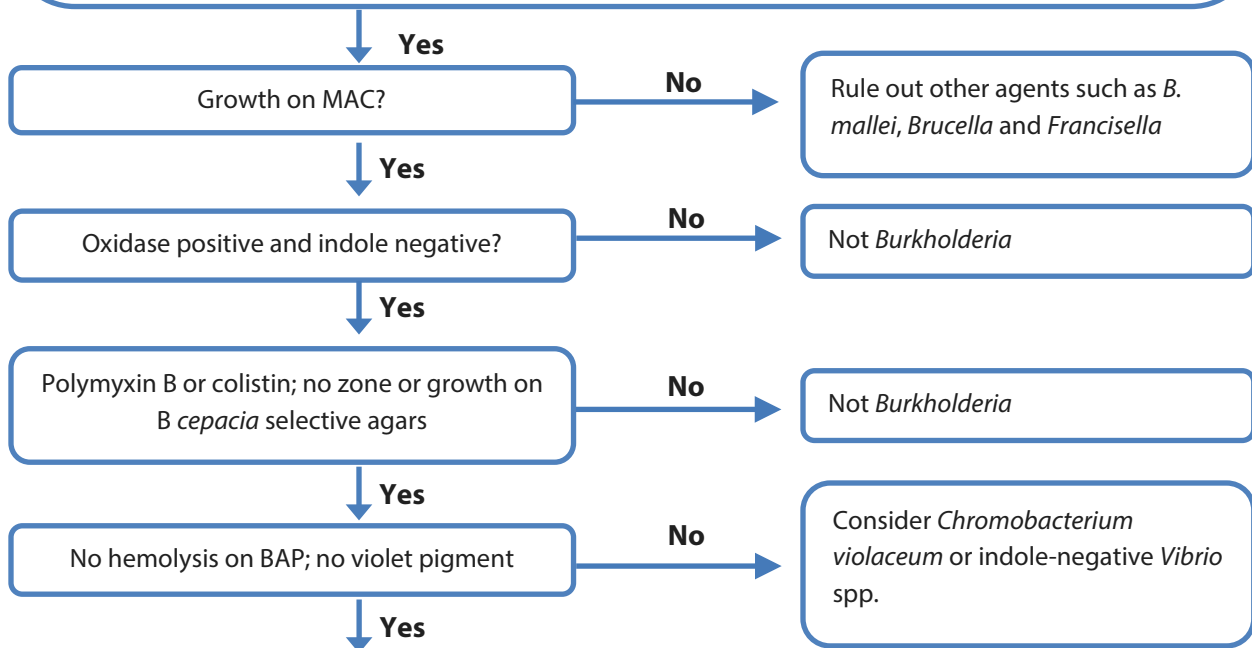 Yes
Growth on MAC?
No
Rule out other agents such as B.
mallei, Brucella and Francisella
Yes
Oxidase positive and indole negative?
No
Not Burkholderia
Yes
Polymyxin B or colistin; no zone or growth on
B cepacia selective agars
No
Not Burkholderia
Yes
No hemolysis on BAP; no violet pigment
No
Consider Chromobacterium
violaceum or indole-negative Vibrio
spp.
Yes